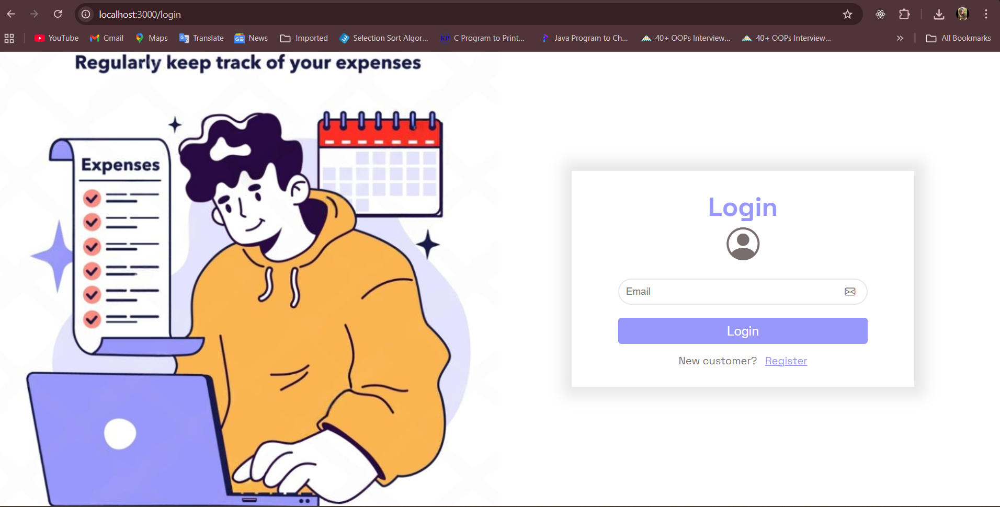 localhost:3000/login
YouTube Gmail Maps Translate News Imported Selection Sort Algor... C Program to Print... Java Program to Ch... 40+ OOPs Interview... 40+ OOPs Interview... All Bookmarks
Regularly keep track of your expenses
Expenses
Login
Email
Login
New customer? Register